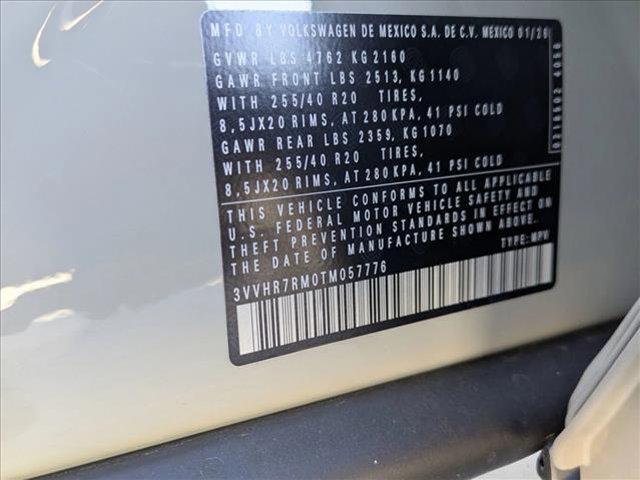 MFD BY VOLKSWAGEN DE MEXICO S.A. DE C.V. MEXICO 01/26
GVWR LBS 4762 KG 2160
GAWR FRONT LBS 2513, KG 1140
WITH 255/40 R20 TIRES,
8,5JX20 RIMS, AT 280 KPA, 41 PSI COLD
GAWR REAR LBS 2359, KG 1070
WITH 255/40 R20 TIRES,
8,5JX20 RIMS, AT 280 KPA, 41 PSI COLD
THIS VEHICLE CONFORMS TO ALL APPLICABLE
U.S. FEDERAL MOTOR VEHICLE SAFETY AND
THEFT PREVENTION STANDARDS IN EFFECT ON
THE DATE OF MANUFACTURE SHOWN ABOVE.
3VVHR7RM0TM057776 TYPE: MPV